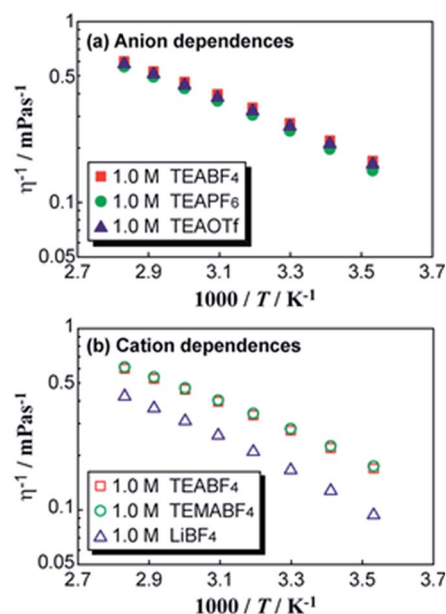 (a) Anion dependences
1
0.5
0.1
0.05
η⁻¹ / mPas⁻¹
1.0 M TEABF₄
1.0 M TEAPF₆
1.0 M TEAOTf
2.7 2.9 3.1 3.3 3.5 3.7
1000 / T / K⁻¹
(b) Cation dependences
1
0.5
0.1
0.05
η⁻¹ / mPas⁻¹
1.0 M TEABF₄
1.0 M TEMABF₄
1.0 M LiBF₄
2.7 2.9 3.1 3.3 3.5 3.7
1000 / T / K⁻¹